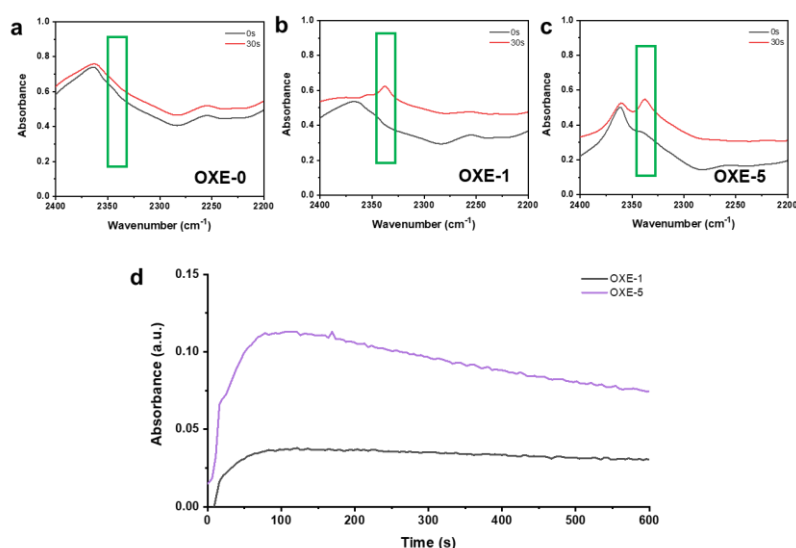 a
1.0
0.8
0.6
0.4
0.2
0.0
Absorbance
0s
30s
OXE-0
2400 2350 2300 2250 2200
Wavenumber (cm⁻¹)
b
1.0
0.8
0.6
0.4
0.2
0.0
Absorbance
0s
30s
OXE-1
2400 2350 2300 2250 2200
Wavenumber (cm⁻¹)
c
1.0
0.8
0.6
0.4
0.2
0.0
Absorbance
0s
30s
OXE-5
2400 2350 2300 2250 2200
Wavenumber (cm⁻¹)
d
0.15
0.10
0.05
0.00
Absorbance (a.u.)
OXE-1
OXE-5
0 100 200 300 400 500 600
Time (s)